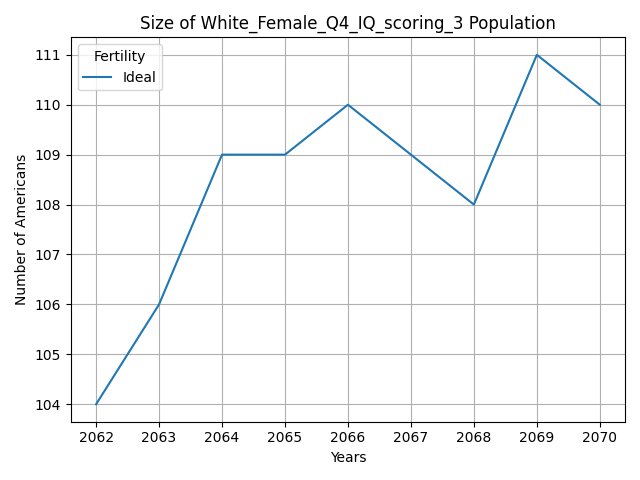 Size of White_Female_Q4_IQ_scoring_3 Population
Fertility
Ideal
Number of Americans
111
110
109
108
107
106
105
104
2062 2063 2064 2065 2066 2067 2068 2069 2070
Years